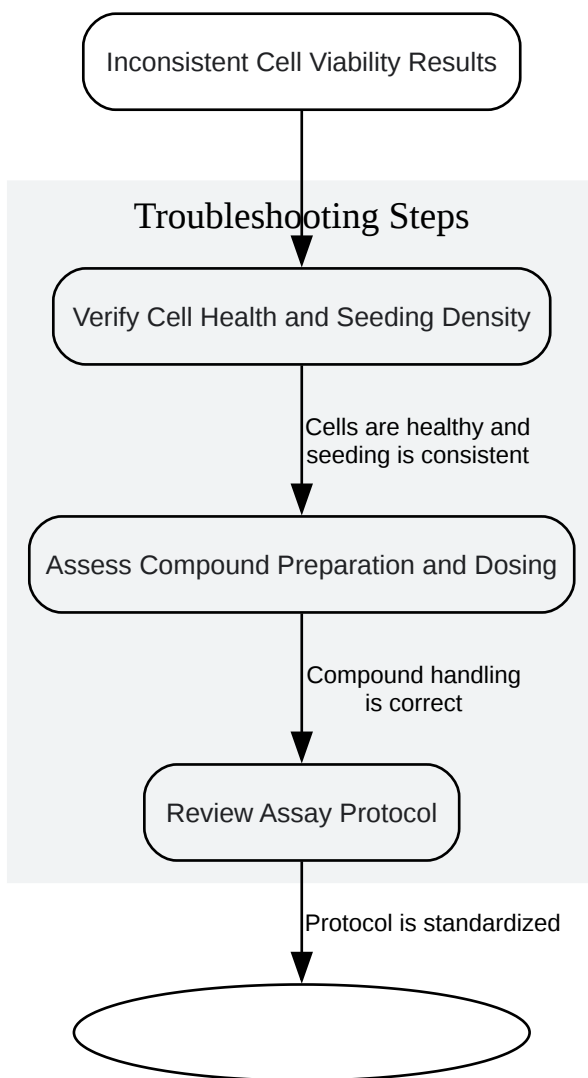 Inconsistent Cell Viability Results
Troubleshooting Steps
Verify Cell Health and Seeding Density
Cells are healthy and
seeding is consistent
Assess Compound Preparation and Dosing
Compound handling
is correct
Review Assay Protocol
Protocol is standardized